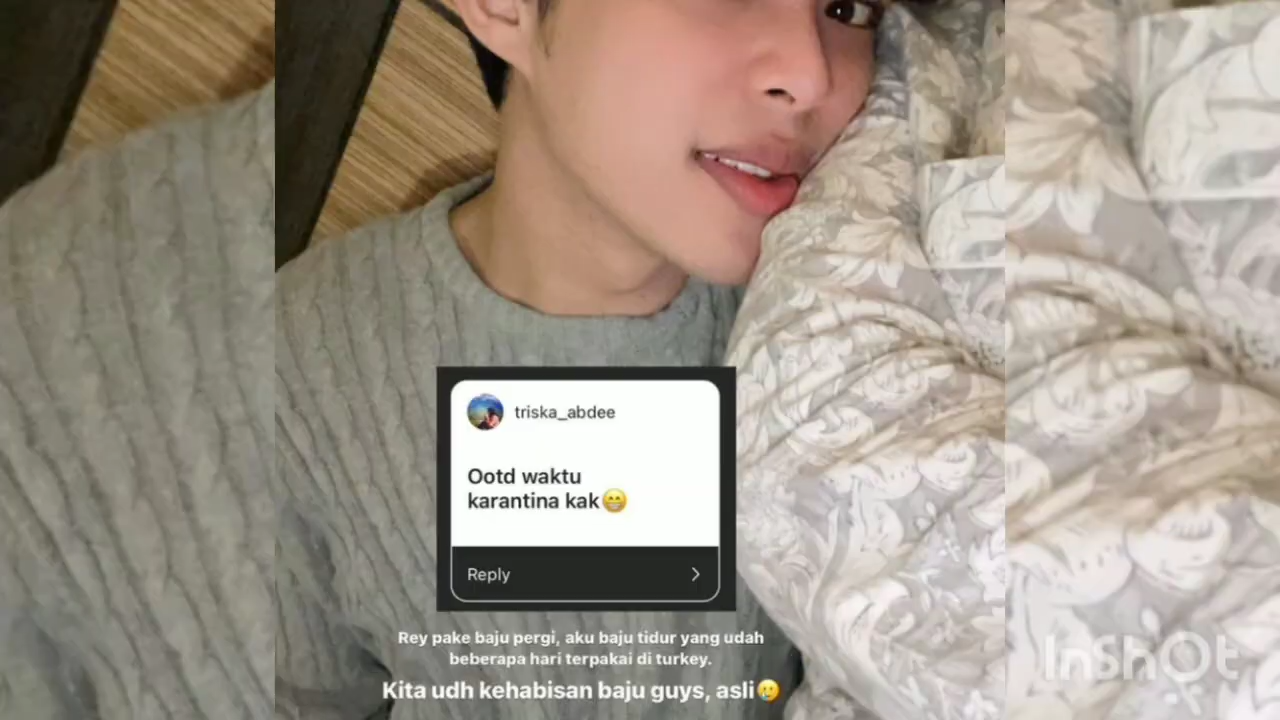 triska_abdee
Ootd waktu
karantina kak😁
Reply
Rey pake baju pergi, aku baju tidur yang udah
beberapa hari terpakai di turkey.
Kita udh kehabisan baju guys, asli🥲
InShOt